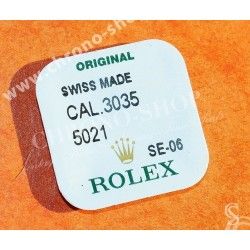 ORIGINAL
SWISS MADE
CAL.3035
5021
SE-06
ROLEX